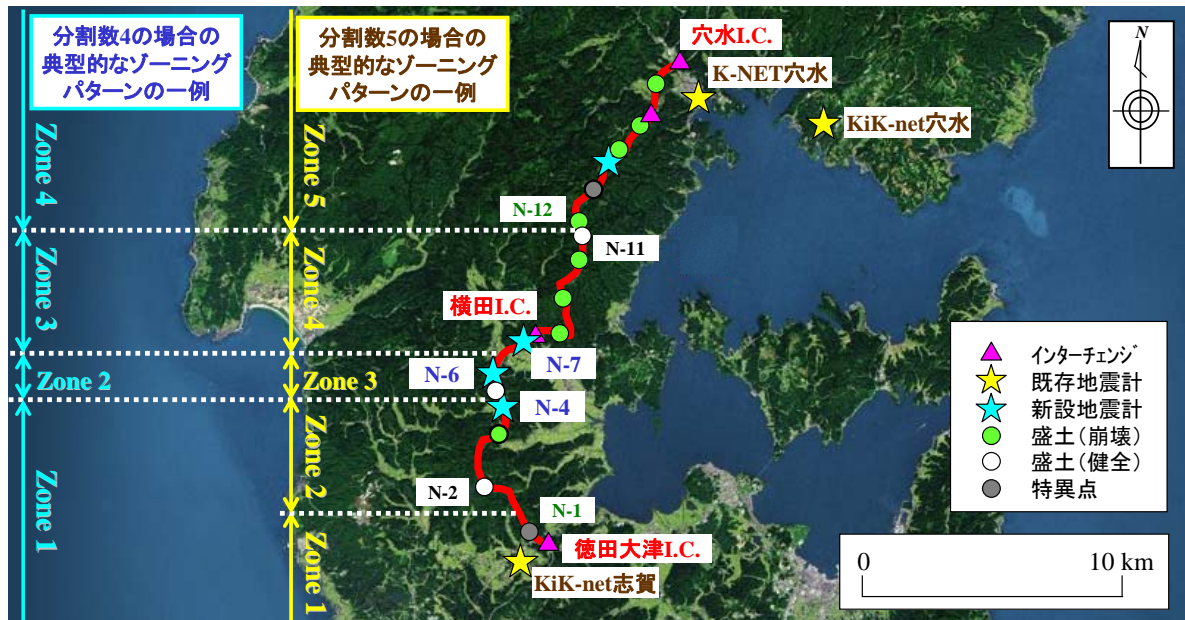 分割数4の場合の
典型的なゾーニング
パターンの一例
分割数5の場合の
典型的なゾーニング
パターンの一例
穴水I.C.
K-NET穴水
KiK-net穴水
N
Zone 4
Zone 5
N-12
N-11
Zone 3
Zone 4
横田I.C.
N-7
Zone 2
Zone 3
N-6
N-4
Zone 1
Zone 2
N-2
N-1
Zone 1
徳田大津I.C.
KiK-net志賀
インターチェンジ
既存地震計
新設地震計
盛土(崩壊)
盛土(健全)
特異点
0
10 km